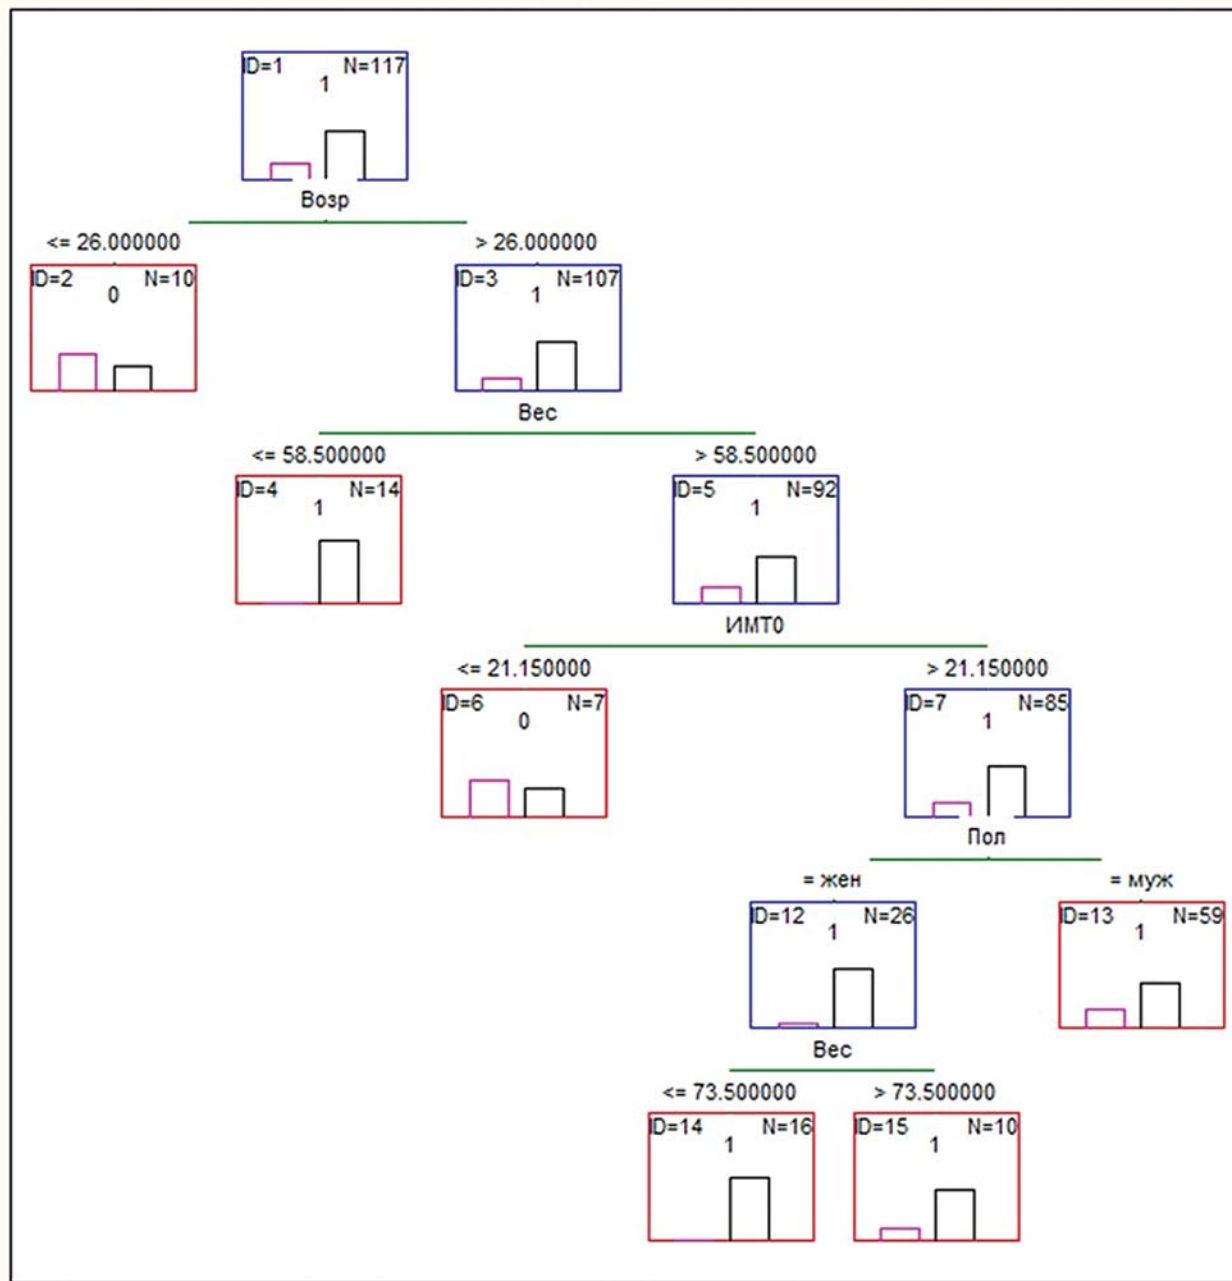 ID=1 N=117
1
Возр
<= 26.000000 > 26.000000
ID=2 N=10 ID=3 N=107
0 1
Вес
<= 58.500000 > 58.500000
ID=4 N=14 ID=5 N=92
1 1
ИМТ0
<= 21.150000 > 21.150000
ID=6 N=7 ID=7 N=85
0 1
Пол
= жен = муж
ID=12 N=26 ID=13 N=59
1 1
Вес
<= 73.500000 > 73.500000
ID=14 N=16 ID=15 N=10
1 1